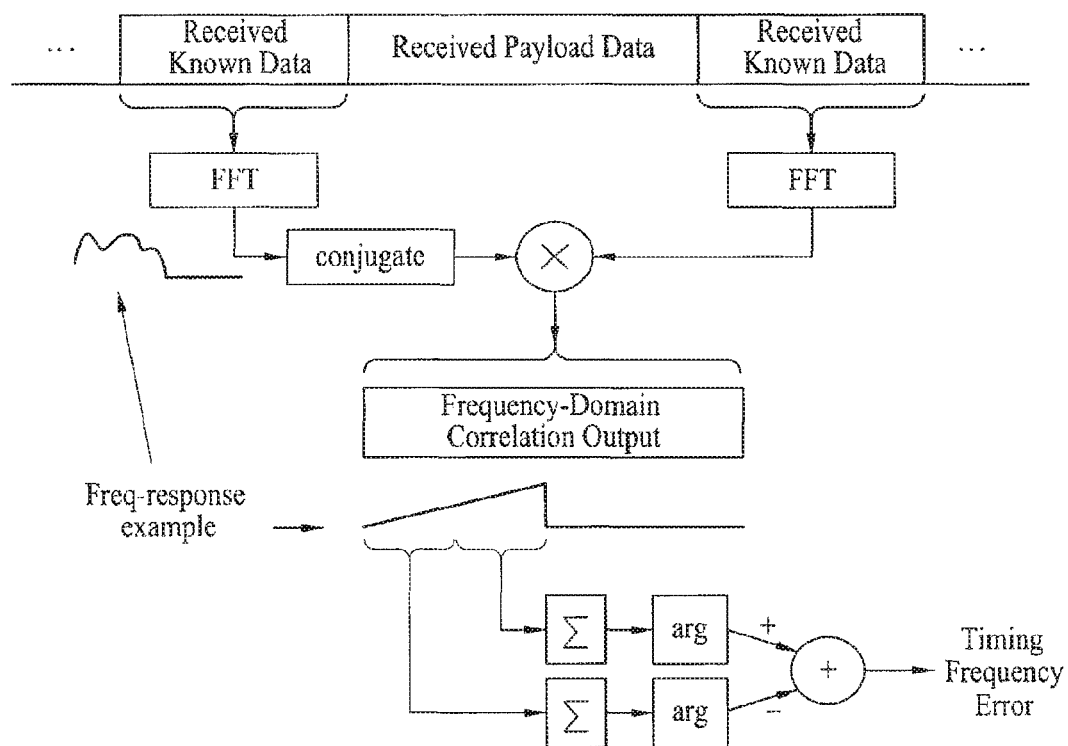 ...
Received
Known Data
Received Payload Data
Received
Known Data
...
FFT
FFT
conjugate
×
Frequency-Domain
Correlation Output
Freq-response
example
Σ
arg
+
+
Timing
Frequency
Error
Σ
arg
−